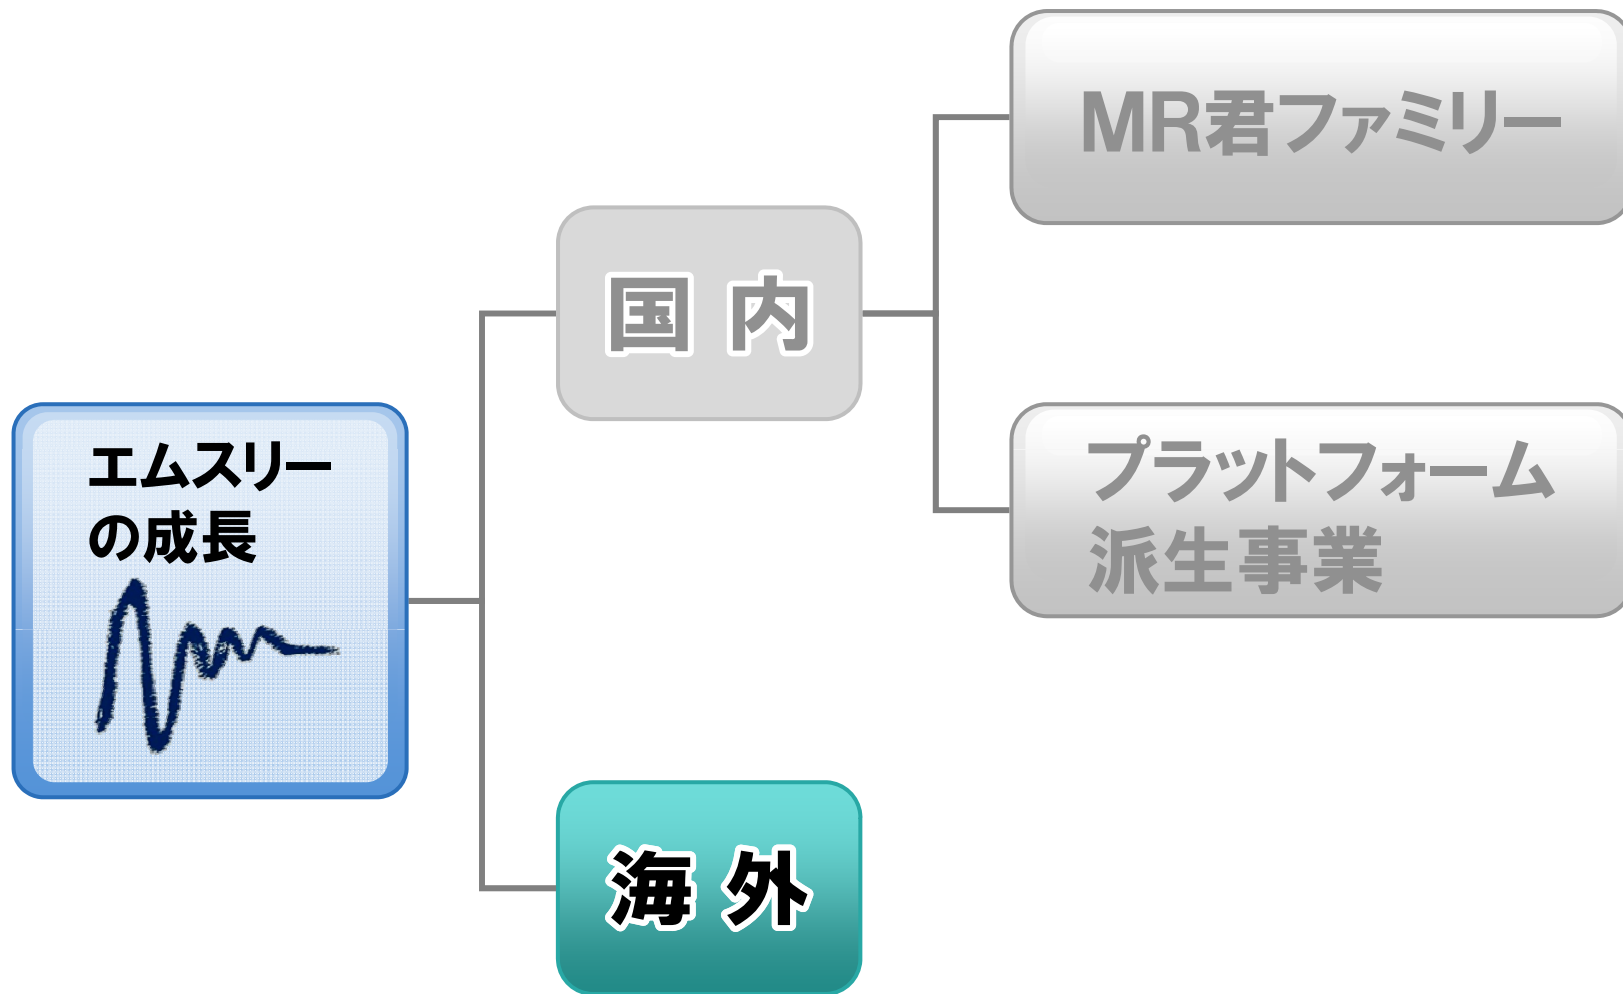 MR君ファミリー
国内
エムスリー
の成長
プラットフォーム
派生事業
海外